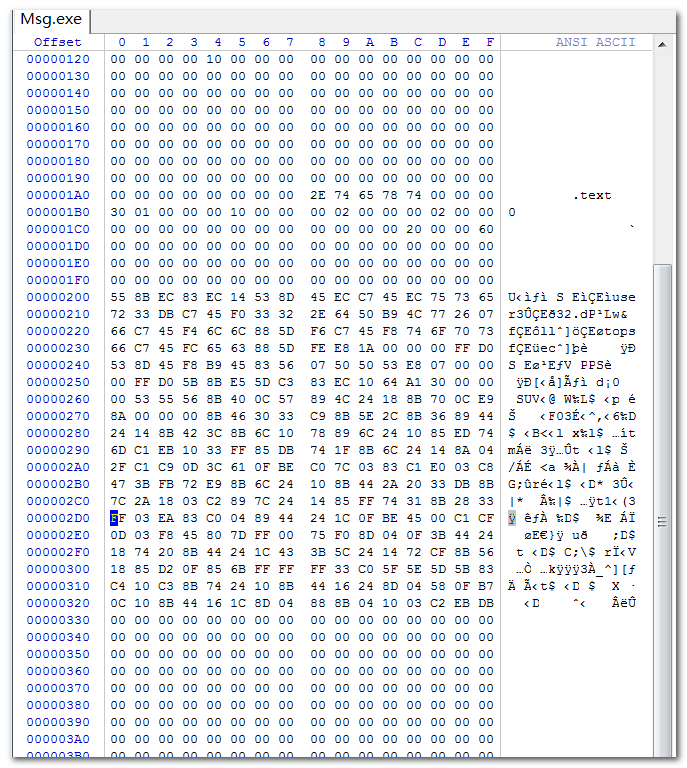 Msg.exe
Offset 0 1 2 3 4 5 6 7 8 9 A B C D E F ANSI ASCII
00000120 00 00 00 00 10 00 00 00 00 00 00 00 00 00 00 00
00000130 00 00 00 00 00 00 00 00 00 00 00 00 00 00 00 00
00000140 00 00 00 00 00 00 00 00 00 00 00 00 00 00 00 00
00000150 00 00 00 00 00 00 00 00 00 00 00 00 00 00 00 00
00000160 00 00 00 00 00 00 00 00 00 00 00 00 00 00 00 00
00000170 00 00 00 00 00 00 00 00 00 00 00 00 00 00 00 00
00000180 00 00 00 00 00 00 00 00 00 00 00 00 00 00 00 00
00000190 00 00 00 00 00 00 00 00 00 00 00 00 00 00 00 00
000001A0 00 00 00 00 00 00 00 00 2E 74 65 78 74 00 00 00 .text
000001B0 30 01 00 00 00 10 00 00 00 02 00 00 00 02 00 00 0
000001C0 00 00 00 00 00 00 00 00 00 00 00 00 20 00 00 60 `
000001D0 00 00 00 00 00 00 00 00 00 00 00 00 00 00 00 00
000001E0 00 00 00 00 00 00 00 00 00 00 00 00 00 00 00 00
000001F0 00 00 00 00 00 00 00 00 00 00 00 00 00 00 00 00
00000200 55 8B EC 83 EC 14 53 8D 45 EC C7 45 EC 75 73 65 U‹ìƒì S EìÇEìuse
00000210 72 33 DB C7 45 F0 33 32 2E 64 50 B9 4C 77 26 07 r3ÛÇEð32.dP¹Lw&
00000220 66 C7 45 F4 6C 6C 88 5D F6 C7 45 F8 74 6F 70 73 fÇEôllˆ]öÇEøtops
00000230 66 C7 45 FC 65 63 88 5D FE E8 1A 00 00 00 FF D0 fÇEüecˆ]þè ÿÐ
00000240 53 8D 45 F8 B9 45 83 56 07 50 50 53 E8 07 00 00 S Eø¹EƒV PPSè
00000250 00 FF D0 5B 8B E5 5D C3 83 EC 10 64 A1 30 00 00 ÿÐ[‹å]Ãƒì d¡0
00000260 00 53 55 56 8B 40 0C 57 89 4C 24 18 8B 70 0C E9 SUV‹@ W‰L$ ‹p é
00000270 8A 00 00 00 8B 46 30 33 C9 8B 5E 2C 8B 36 89 44 Š ‹F03É‹^,‹6‰D
00000280 24 14 8B 42 3C 8B 6C 10 78 89 6C 24 10 85 ED 74 $ ‹B<‹l x‰l$ …ít
00000290 6D C1 EB 10 33 FF 85 DB 74 1F 8B 6C 24 14 8A 04 mÁë 3ÿ…Ût ‹l$ Š
000002A0 2F C1 C9 0D 3C 61 0F BE C0 7C 03 83 C1 E0 03 C8 /ÁÉ <a ¾À| ƒÁà È
000002B0 47 3B FB 72 E9 8B 6C 24 10 8B 44 2A 20 33 DB 8B G;ûré‹l$ ‹D* 3Û‹
000002C0 7C 2A 18 03 C2 89 7C 24 14 85 FF 74 31 8B 28 33 |* Â‰|$ …ÿt1‹(3
000002D0 FF 03 EA 83 C0 04 89 44 24 1C 0F BE 45 00 C1 CF ÿ êƒÀ ‰D$ ¾E ÁÏ
000002E0 0D 03 F8 45 80 7D FF 00 75 F0 8D 04 0F 3B 44 24 øE€}ÿ uð ;D$
000002F0 18 74 20 8B 44 24 1C 43 3B 5C 24 14 72 CF 8B 56 t ‹D$ C;\$ rÏ‹V
00000300 18 85 D2 0F 85 6B FF FF FF 33 C0 5F 5E 5D 5B 83 …Ò …kÿÿÿ3À_^][ƒ
00000310 C4 10 C3 8B 74 24 10 8B 44 16 24 8D 04 58 0F B7 Ä Ã‹t$ ‹D $ X ·
00000320 0C 10 8B 44 16 1C 8D 04 88 8B 04 10 03 C2 EB DB ‹D ˆ‹ ÂëÛ
00000330 00 00 00 00 00 00 00 00 00 00 00 00 00 00 00 00
00000340 00 00 00 00 00 00 00 00 00 00 00 00 00 00 00 00
00000350 00 00 00 00 00 00 00 00 00 00 00 00 00 00 00 00
00000360 00 00 00 00 00 00 00 00 00 00 00 00 00 00 00 00
00000370 00 00 00 00 00 00 00 00 00 00 00 00 00 00 00 00
00000380 00 00 00 00 00 00 00 00 00 00 00 00 00 00 00 00
00000390 00 00 00 00 00 00 00 00 00 00 00 00 00 00 00 00
000003A0 00 00 00 00 00 00 00 00 00 00 00 00 00 00 00 00
000003B0 00 00 00 00 00 00 00 00 00 00 00 00 00 00 00 00